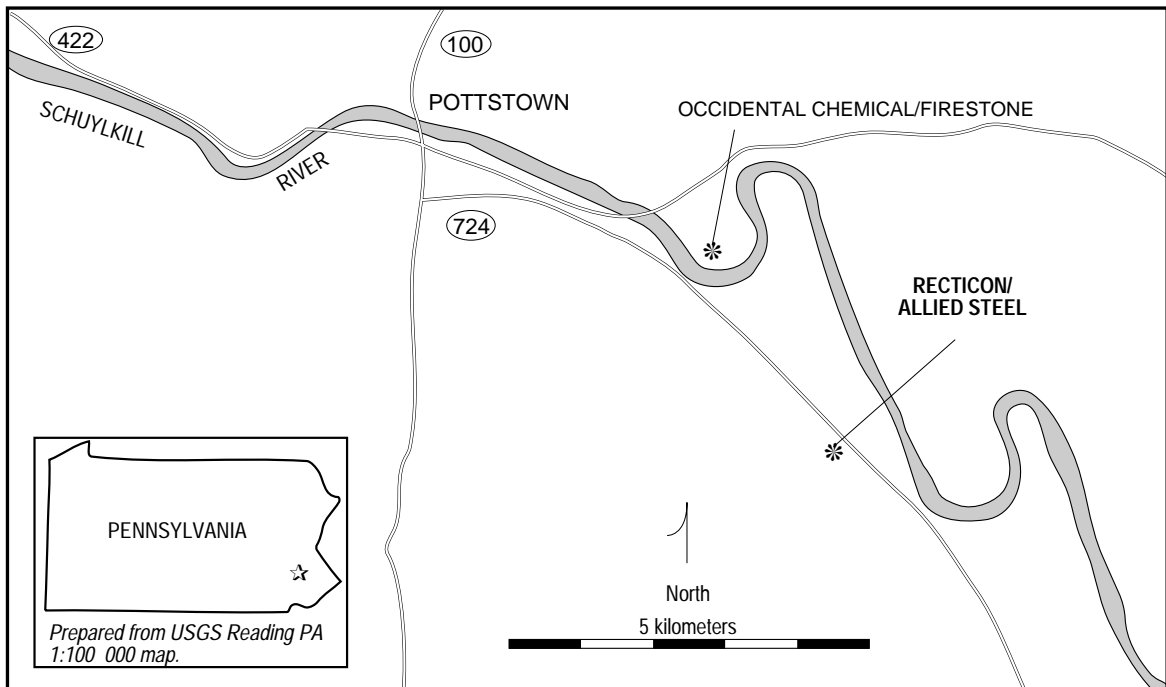 422
100
POTTSTOWN
OCCIDENTAL CHEMICAL/FIRESTONE
SCHUYLKILL
RIVER
724
RECTICON/
ALLIED STEEL
PENNSYLVANIA
Prepared from USGS Reading PA
1:100 000 map.
North
5 kilometers